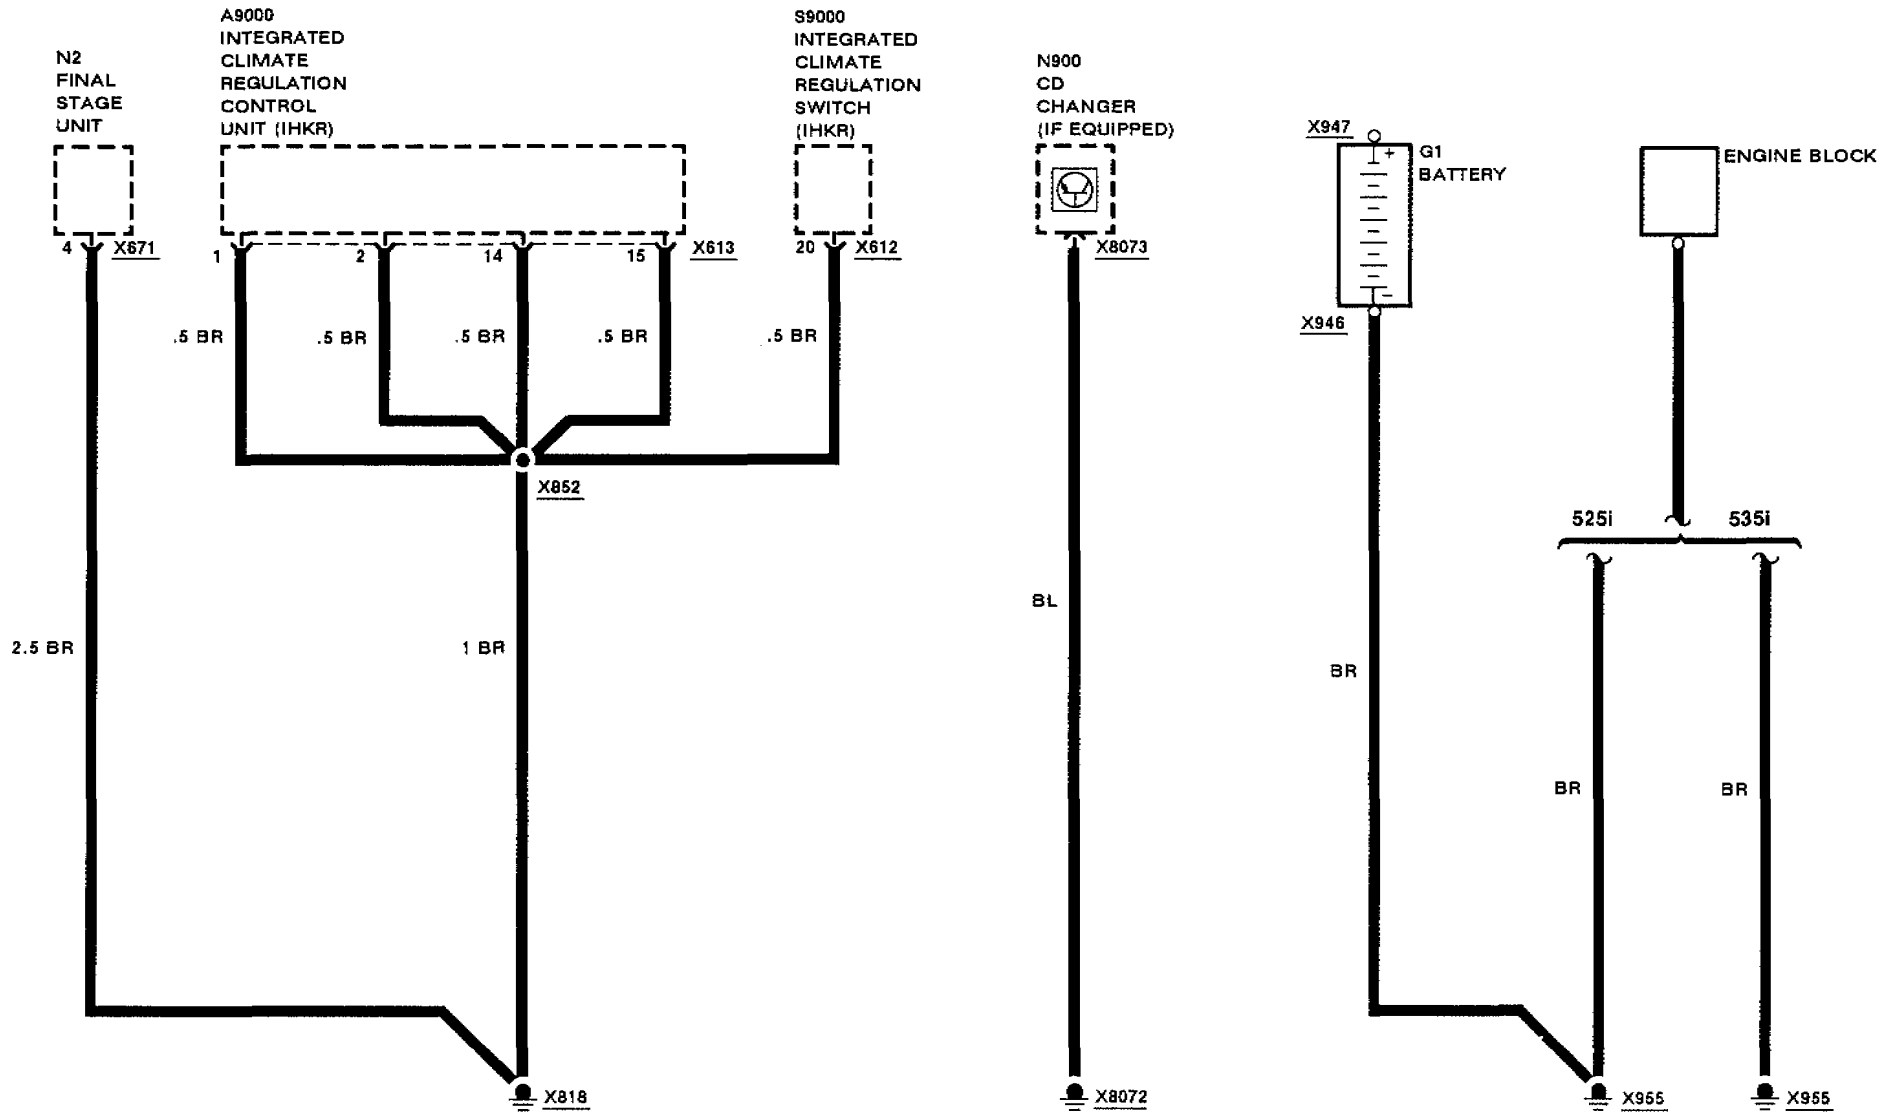 N2
FINAL
STAGE
UNIT
A9000
INTEGRATED
CLIMATE
REGULATION
CONTROL
UNIT (IHKR)
S9000
INTEGRATED
CLIMATE
REGULATION
SWITCH
(IHKR)
N900
CD
CHANGER
(IF EQUIPPED)
X947
+
G1
BATTERY
-
X946
ENGINE BLOCK
4
X671
1
2
14
15
X613
20
X612
X8073
.5 BR
.5 BR
.5 BR
.5 BR
.5 BR
X852
525i
535i
BL
2.5 BR
1 BR
BR
BR
BR
X818
X8072
X955
X955